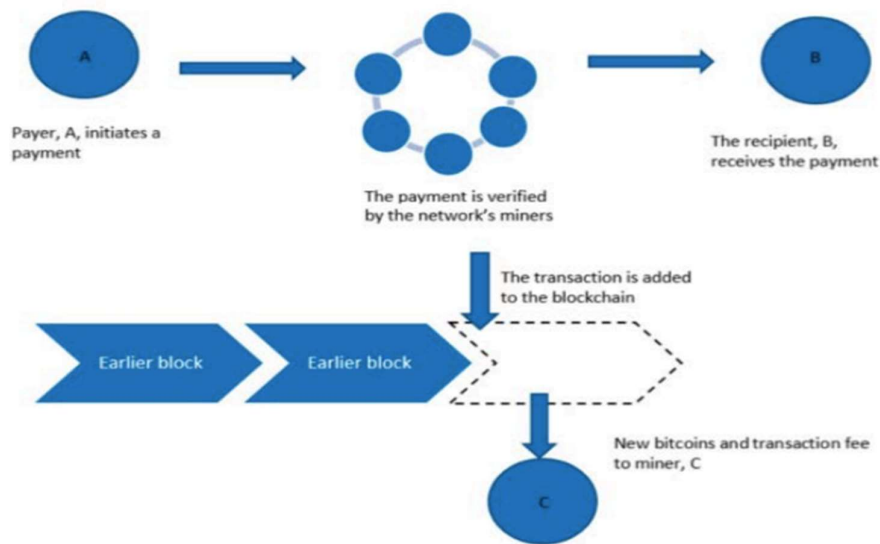 A
B
Payer, A, initiates a
payment
The recipient, B,
receives the payment
The payment is verified
by the network's miners
The transaction is added
to the blockchain
Earlier block
Earlier block
New bitcoins and transaction fee
to miner, C
C